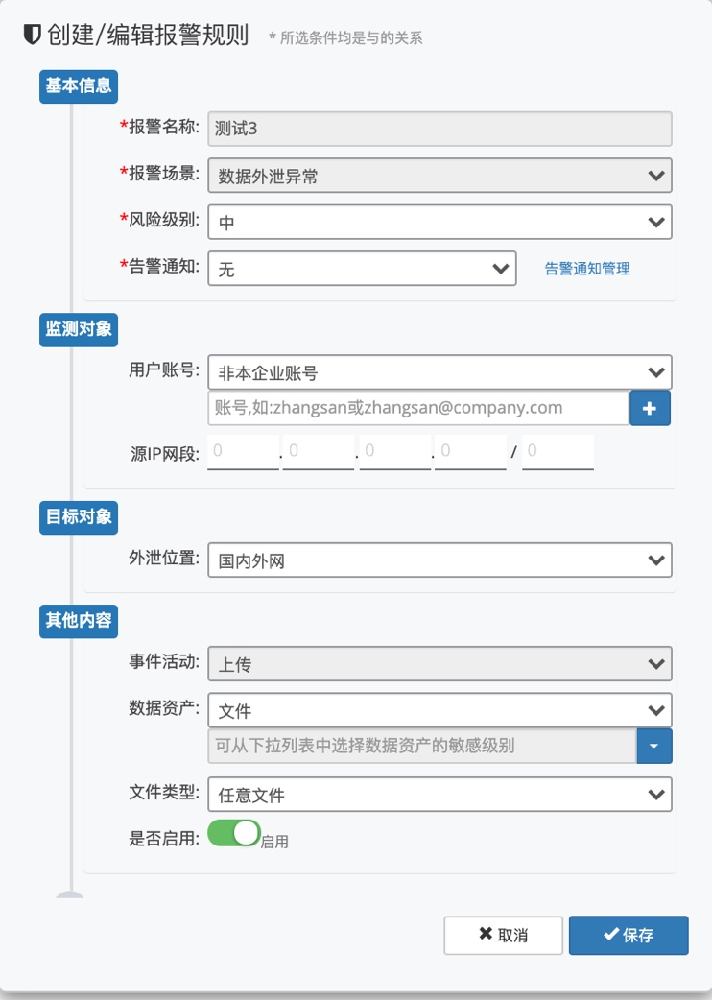 创建/编辑报警规则 * 所选条件均是与的关系
基本信息
*报警名称: 测试3
*报警场景: 数据外泄异常
*风险级别: 中
*告警通知: 无 告警通知管理
监测对象
用户账号: 非本企业账号
账号,如:zhangsan或zhangsan@company.com
源IP网段: 0 . 0 . 0 . 0 / 0
目标对象
外泄位置: 国内外网
其他内容
事件活动: 上传
数据资产: 文件
可从下拉列表中选择数据资产的敏感级别
文件类型: 任意文件
是否启用: 启用
取消 保存